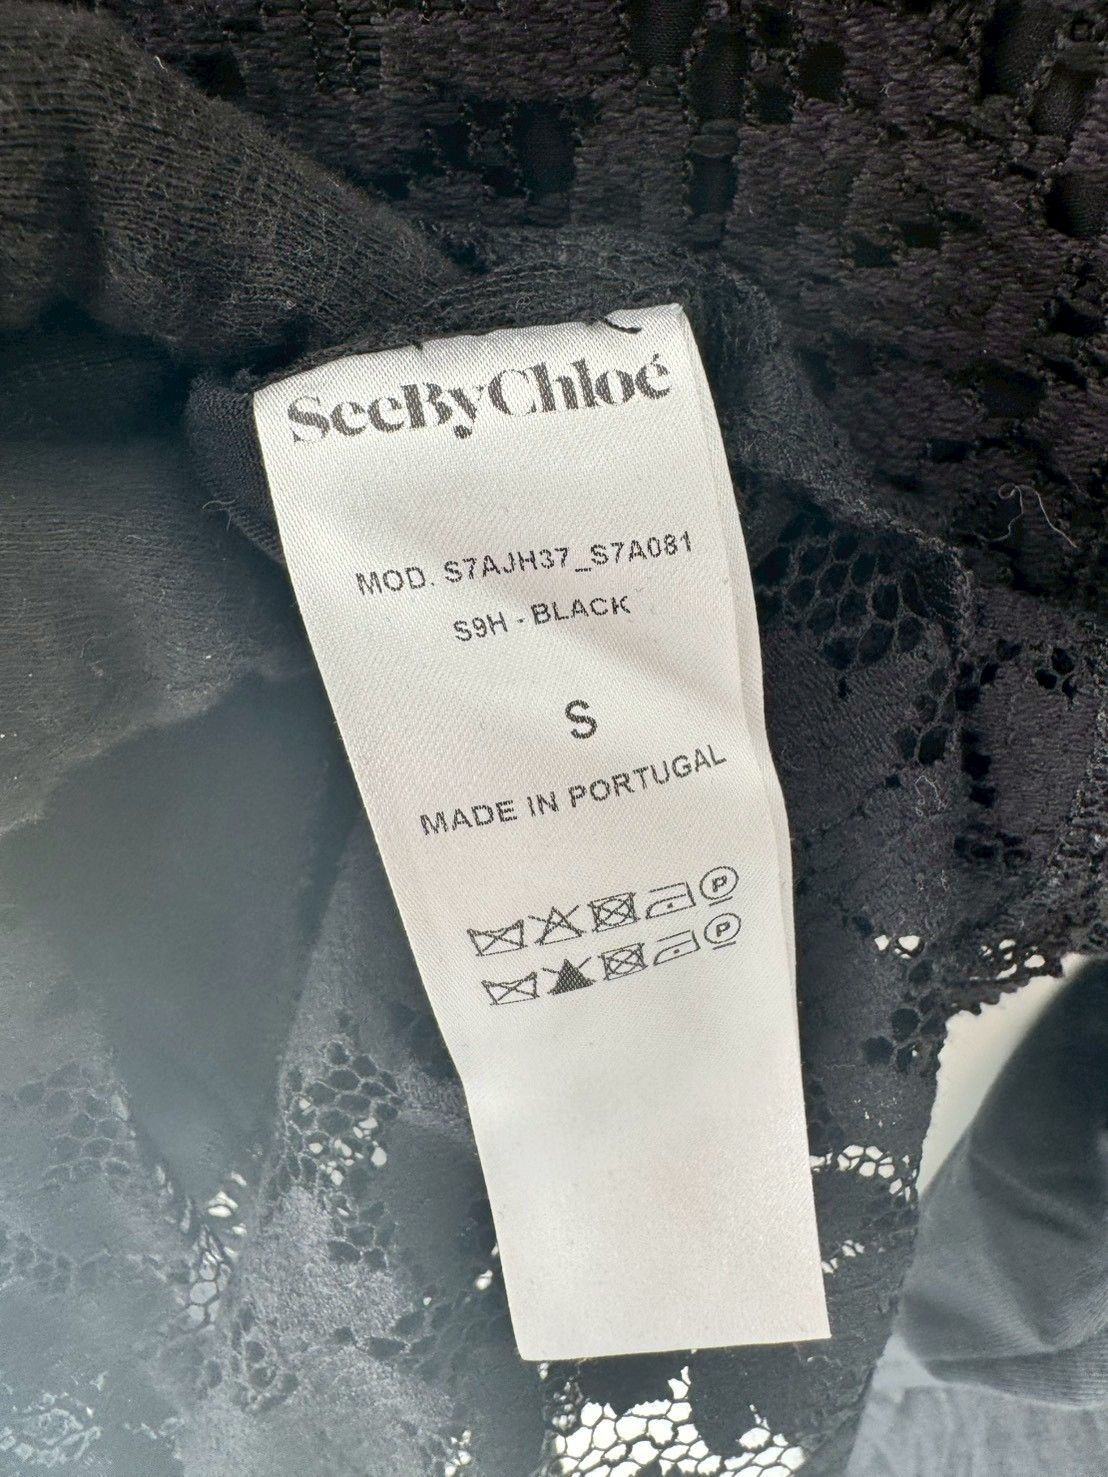 SeeByChloé
MOD. S7AJH37_S7A081
S9H - BLACK
S
MADE IN PORTUGAL
P
P